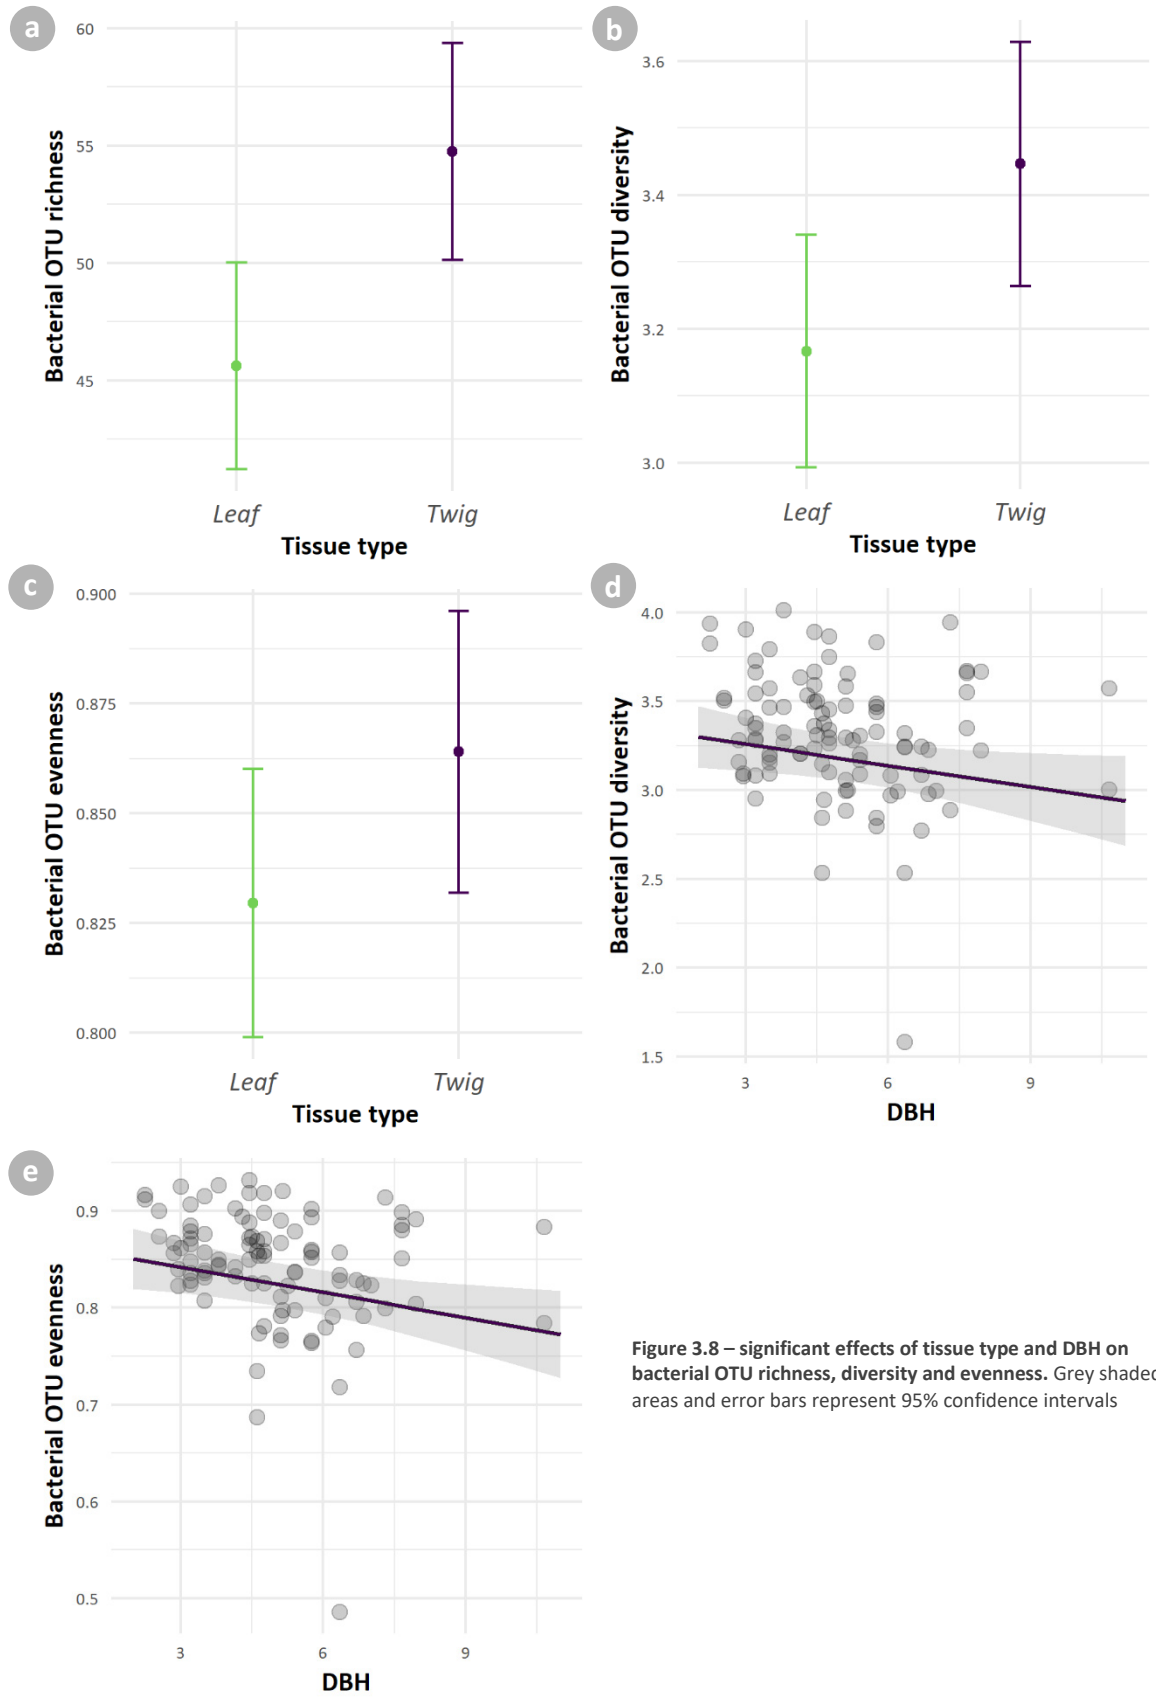 a
60
55
50
45
Bacterial OTU richness
Leaf
Twig
Tissue type
b
3.6
3.4
3.2
3.0
Bacterial OTU diversity
Leaf
Twig
Tissue type
c
0.900
0.875
0.850
0.825
0.800
Bacterial OTU evenness
Leaf
Twig
Tissue type
d
4.0
3.5
3.0
2.5
2.0
1.5
Bacterial OTU diversity
3
6
9
DBH
e
0.9
0.8
0.7
0.6
0.5
Bacterial OTU evenness
3
6
9
DBH
Figure 3.8 – significant effects of tissue type and DBH on
bacterial OTU richness, diversity and evenness. Grey shaded
areas and error bars represent 95% confidence intervals